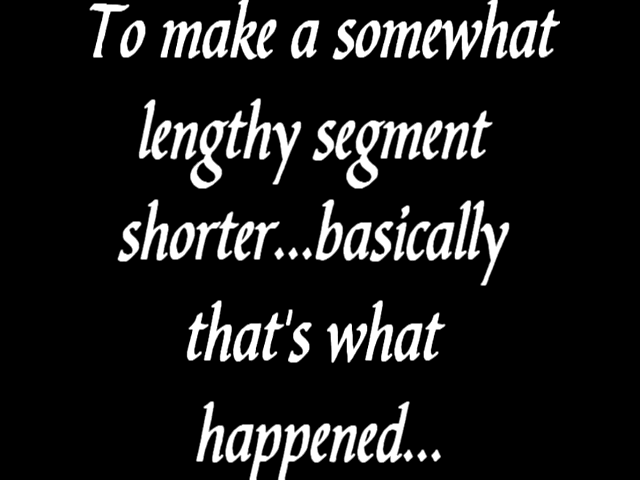 To make a somewhat
lengthy segment
shorter...basically
that's what
happened...